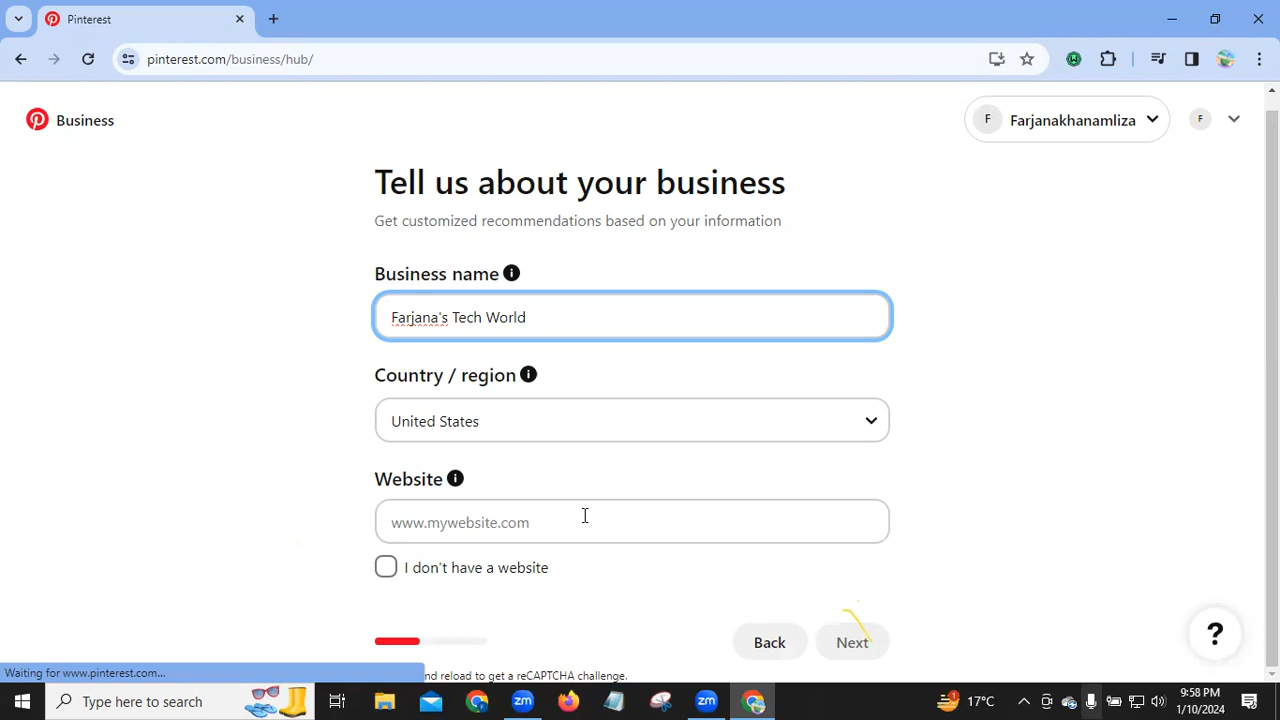 Pinterest
pinterest.com/business/hub/
Business
F Farjanakhanamliza F
Tell us about your business
Get customized recommendations based on your information
Business name
Farjana's Tech World
Country / region
United States
Website
www.mywebsite.com
I don't have a website
Back Next
?
Waiting for www.pinterest.com...
nd reload to get a reCAPTCHA challenge.
Type here to search
zm
zm
17°C
9:58 PM
1/10/2024